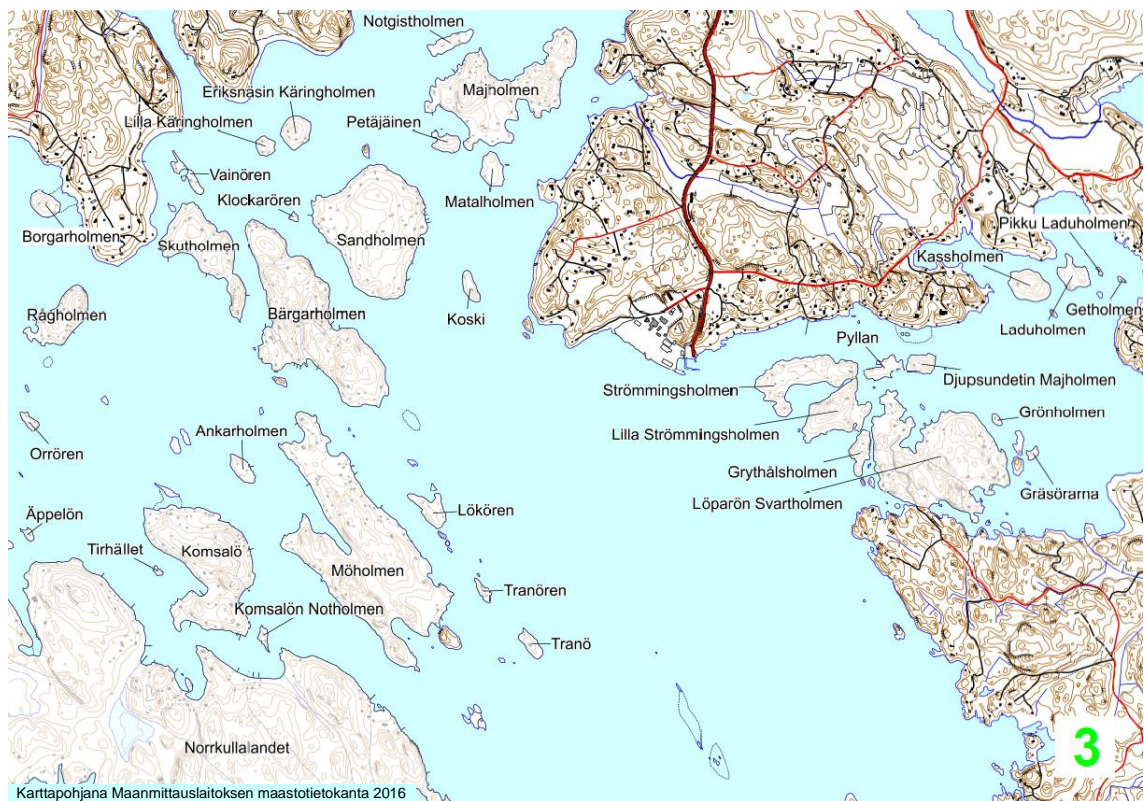 Notgistholmen
Majholmen
Eriksnäsin Käringholmen
Lilla Käringholmen
Petäjäinen
Vainören
Klockarören
Matalholmen
Borgarholmen
Skutholmen
Sandholmen
Pikku Laduholmen
Kassholmen
Rågholmen
Bärgarholmen
Koski
Getholmen
Laduholmen
Pyllan
Djupsundetin Majholmen
Strömmingsholmen
Grönholmen
Lilla Strömmingsholmen
Ankarholmen
Orrören
Grythålsholmen
Gräsörarna
Löparön Svartholmen
Äppelön
Lökören
Tirhället
Komsalö
Möholmen
Tranören
Komsalön Notholmen
Tranö
Norrkullalandet
3
Karttapohjana Maanmittauslaitoksen maastotietokanta 2016